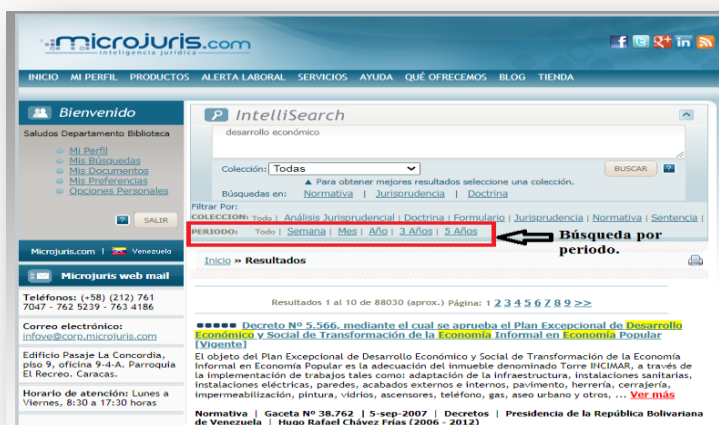 microjuris.com
inteligencia jurídica
INICIO MI PERFIL PRODUCTOS ALERTA LABORAL SERVICIOS AYUDA QUÉ OFRECEMOS BLOG TIENDA
Bienvenido
Saludos Departamento Biblioteca
Mi Perfil
Mis Búsquedas
Mis Documentos
Mis Preferencias
Opciones Personales
? SALIR
Microjuris.com | Venezuela
Microjuris web mail
Teléfonos: (+58) (212) 761
7047 - 762 5239 - 763 4186
Correo electrónico:
infove@corp.microjuris.com
Edificio Pasaje La Concordia,
piso 9, oficina 9-4-A. Parroquia
El Recreo. Caracas.
Horario de atención: Lunes a
Viernes, 8:30 a 17:30 horas
IntelliSearch
desarrollo económico
Colección: Todas BUSCAR ?
▲ Para obtener mejores resultados seleccione una colección.
Búsquedas en: Normativa | Jurisprudencia | Doctrina
Filtrar Por:
COLECCION: Todo | Análisis Jurisprudencial | Doctrina | Formulario | Jurisprudencia | Normativa | Sentencia |
PERIODO: Todo | Semana | Mes | Año | 3 Años | 5 Años
Búsqueda por
periodo.
Inicio » Resultados
Resultados 1 al 10 de 88030 (aprox.) Página: 1 2 3 4 5 6 7 8 9 >>
Decreto Nº 5.566, mediante el cual se aprueba el Plan Excepcional de Desarrollo
Económico y Social de Transformación de la Economía Informal en Economía Popular
[Vigente]
El objeto del Plan Excepcional de Desarrollo Económico y Social de Transformación de la Economía
Informal en Economía Popular es la adecuación del inmueble denominado Torre INCIMAR, a través de
la implementación de trabajos tales como: adaptación de la infraestructura, instalaciones sanitarias,
instalaciones eléctricas, paredes, acabados externos e internos, pavimento, herrería, cerrajería,
impermeabilización, pintura, vidrios, ascensores, teléfono, gas, aseo urbano y otros, ... Ver más
Normativa | Gaceta Nº 38.762 | 5-sep-2007 | Decretos | Presidencia de la República Bolivariana
de Venezuela | Hugo Rafael Chávez Frías (2006 - 2012)